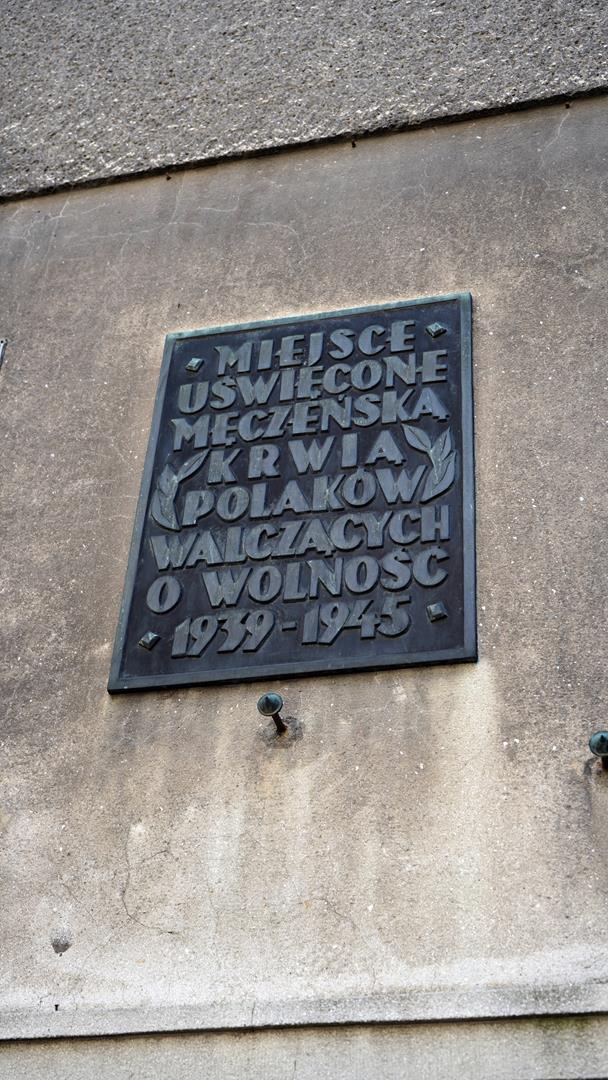 MIEJSCE
UŚWIĘCONE
MĘCZEŃSKĄ
KRWIĄ
POLAKÓW
WALCZĄCYCH
O WOLNOŚĆ
1939-1945